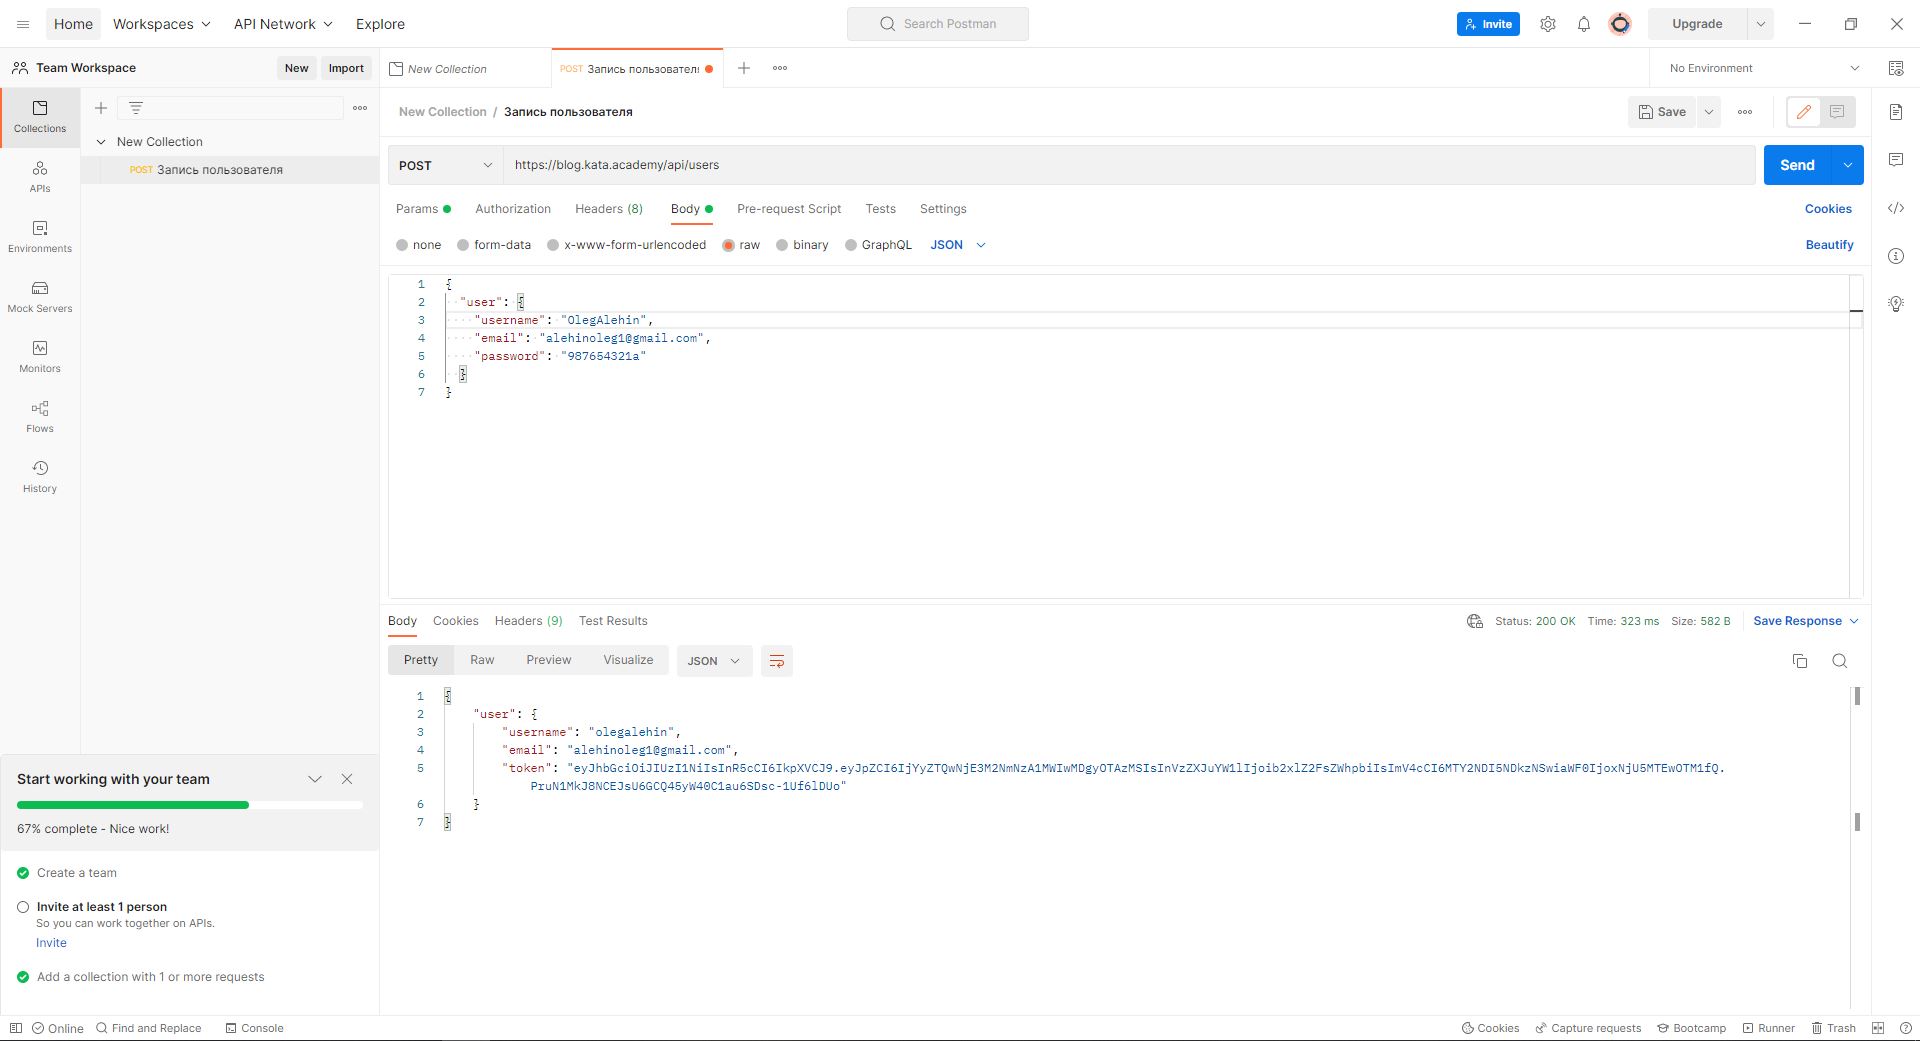 Home
Workspaces
API Network
Explore
Search Postman
Invite
Upgrade
Team Workspace
New
Import
New Collection
POST Запись пользователя
No Environment
Collections
New Collection
POST Запись пользователя
APIs
Environments
Mock Servers
Monitors
Flows
History
New Collection / Запись пользователя
Save
POST
https://blog.kata.academy/api/users
Send
Params
Authorization
Headers (8)
Body
Pre-request Script
Tests
Settings
Cookies
none
form-data
x-www-form-urlencoded
raw
binary
GraphQL
JSON
Beautify
1 {
2 "user": {
3 "username": "OlegAlehin",
4 "email": "alehinoleg1@gmail.com",
5 "password": "987654321a"
6 }
7 }
Body
Cookies
Headers (9)
Test Results
Status: 200 OK
Time: 323 ms
Size: 582 B
Save Response
Pretty
Raw
Preview
Visualize
JSON
1 {
2 "user": {
3 "username": "olegalehin",
4 "email": "alehinoleg1@gmail.com",
5 "token": "eyJhbGciOiJIUzI1NiIsInR5cCI6IkpXVCJ9.eyJpZCI6IjYyZTQwNjE3M2NmNzA1MWIwMDgyOTAzMSIsInVzZXJuYW1lIjoib2xlZ2FsZWhpbiIsImV4cCI6MTY2NDI5NDkzNSwiaWF0IjoxNjU5MTEwOTM1fQ.
PruN1MkJ8NCEJsU6GCQ45yW40C1au6SDsc-1Uf6lDUo"
6 }
7 }
Start working with your team
67% complete - Nice work!
Create a team
Invite at least 1 person
So you can work together on APIs.
Invite
Add a collection with 1 or more requests
Online
Find and Replace
Console
Cookies
Capture requests
Bootcamp
Runner
Trash